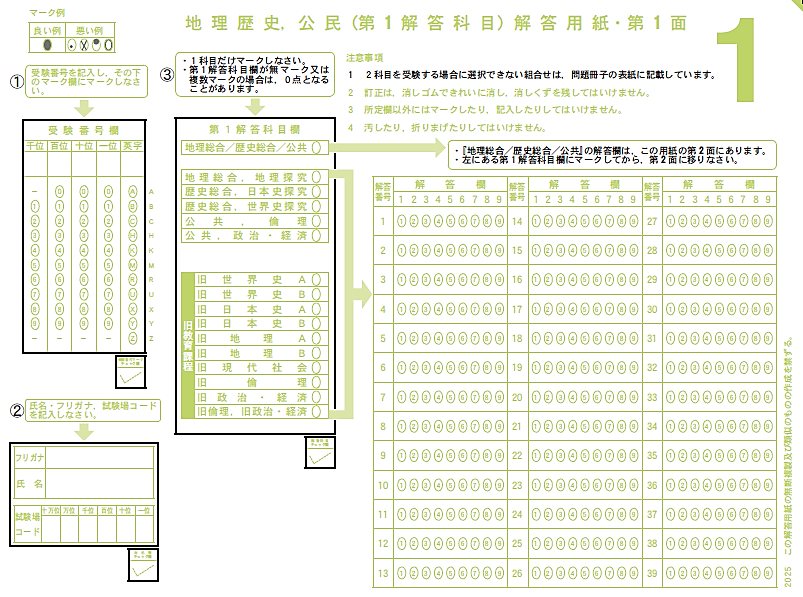 マーク例
良い例 悪い例
地理歴史，公民（第１解答科目）解答用紙・第１面
1
① 受験番号を記入し、その下のマーク欄にマークしなさい。
受験番号欄
千位 百位 十位 一位 英字
－ 0 0 0 A A
1 1 1 1 B B
2 2 2 2 C C
3 3 3 3 H H
4 4 4 4 K K
5 5 5 5 M M
6 6 6 6 R R
7 7 7 7 U U
8 8 8 8 X X
9 9 9 9 Y Y
－ － － － Z Z
② 氏名・フリガナ，試験場コードを記入しなさい。
フリガナ
氏名
試験場コード
十万位 万位 千位 百位 十位 一位
③ ・１科目だけマークしなさい。
・第１解答科目欄が無マーク又は複数マークの場合は、０点となることがあります。
第１解答科目欄
地理総合／歴史総合／公共
地理総合，地理探究
歴史総合，日本史探究
歴史総合，世界史探究
公共，倫理
公共，政治・経済
旧教育課程
旧世界史Ａ
旧世界史Ｂ
旧日本史Ａ
旧日本史Ｂ
旧地理Ａ
旧地理Ｂ
旧現代社会
旧倫理
旧政治・経済
旧倫理，旧政治・経済
注意事項
1 ２科目を受験する場合に選択できない組合せは，問題冊子の表紙に記載しています。
2 訂正は，消しゴムできれいに消し，消しくずを残してはいけません。
3 所定欄以外にはマークしたり，記入したりしてはいけません。
4 汚したり，折りまげたりしてはいけません。
・『地理総合／歴史総合／公共』の解答欄は、この用紙の第２面にあります。
・左にある第１解答科目欄にマークしてから、第２面に移りなさい。
解答番号 解答欄 解答番号 解答欄 解答番号 解答欄
1 2 3 4 5 6 7 8 9 1 2 3 4 5 6 7 8 9 1 2 3 4 5 6 7 8 9
1 ①②③④⑤⑥⑦⑧⑨ 14 ①②③④⑤⑥⑦⑧⑨ 27 ①②③④⑤⑥⑦⑧⑨
2 ①②③④⑤⑥⑦⑧⑨ 15 ①②③④⑤⑥⑦⑧⑨ 28 ①②③④⑤⑥⑦⑧⑨
3 ①②③④⑤⑥⑦⑧⑨ 16 ①②③④⑤⑥⑦⑧⑨ 29 ①②③④⑤⑥⑦⑧⑨
4 ①②③④⑤⑥⑦⑧⑨ 17 ①②③④⑤⑥⑦⑧⑨ 30 ①②③④⑤⑥⑦⑧⑨
5 ①②③④⑤⑥⑦⑧⑨ 18 ①②③④⑤⑥⑦⑧⑨ 31 ①②③④⑤⑥⑦⑧⑨
6 ①②③④⑤⑥⑦⑧⑨ 19 ①②③④⑤⑥⑦⑧⑨ 32 ①②③④⑤⑥⑦⑧⑨
7 ①②③④⑤⑥⑦⑧⑨ 20 ①②③④⑤⑥⑦⑧⑨ 33 ①②③④⑤⑥⑦⑧⑨
8 ①②③④⑤⑥⑦⑧⑨ 21 ①②③④⑤⑥⑦⑧⑨ 34 ①②③④⑤⑥⑦⑧⑨
9 ①②③④⑤⑥⑦⑧⑨ 22 ①②③④⑤⑥⑦⑧⑨ 35 ①②③④⑤⑥⑦⑧⑨
10 ①②③④⑤⑥⑦⑧⑨ 23 ①②③④⑤⑥⑦⑧⑨ 36 ①②③④⑤⑥⑦⑧⑨
11 ①②③④⑤⑥⑦⑧⑨ 24 ①②③④⑤⑥⑦⑧⑨ 37 ①②③④⑤⑥⑦⑧⑨
12 ①②③④⑤⑥⑦⑧⑨ 25 ①②③④⑤⑥⑦⑧⑨ 38 ①②③④⑤⑥⑦⑧⑨
13 ①②③④⑤⑥⑦⑧⑨ 26 ①②③④⑤⑥⑦⑧⑨ 39 ①②③④⑤⑥⑦⑧⑨
2025 この解答用紙の無断複製及び類似のものの作成を禁ずる。